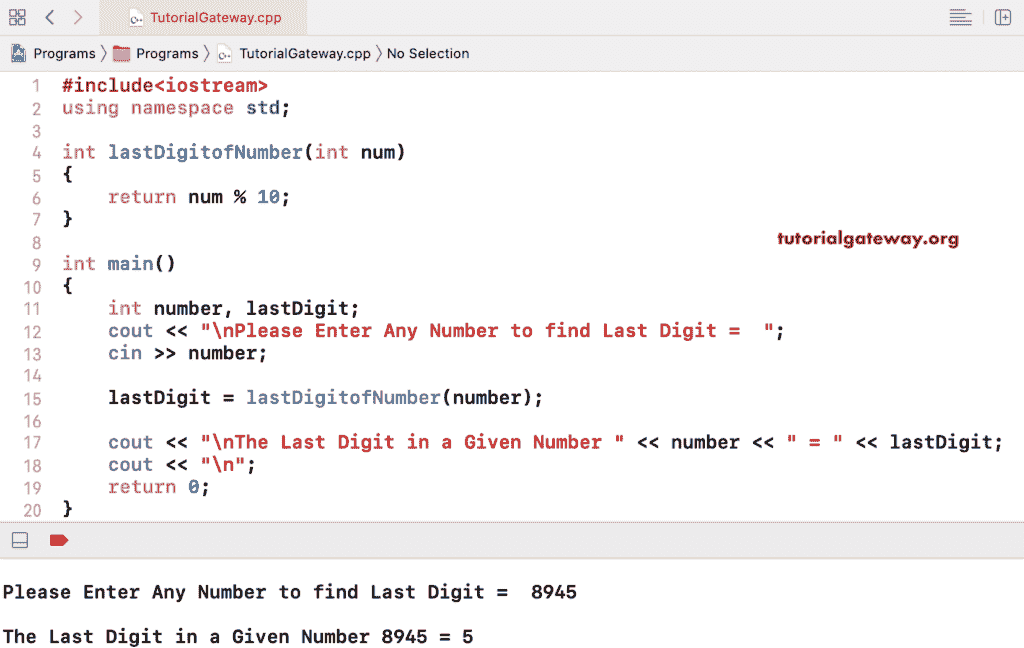 TutorialGateway.cpp
Programs Programs TutorialGateway.cpp No Selection
1 #include<iostream>
2 using namespace std;
3
4 int lastDigitofNumber(int num)
5 {
6     return num % 10;
7 }
8
tutorialgateway.org
9 int main()
10 {
11     int number, lastDigit;
12     cout << "\nPlease Enter Any Number to find Last Digit =  ";
13     cin >> number;
14
15     lastDigit = lastDigitofNumber(number);
16
17     cout << "\nThe Last Digit in a Given Number " << number << " = " << lastDigit;
18     cout << "\n";
19     return 0;
20 }
Please Enter Any Number to find Last Digit =  8945
The Last Digit in a Given Number 8945 = 5